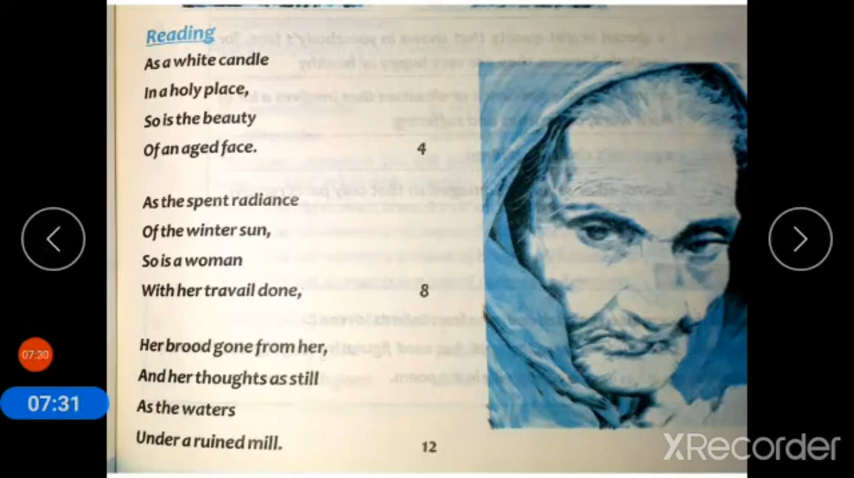 Reading
As a white candle
In a holy place,
So is the beauty
Of an aged face.
4
As the spent radiance
Of the winter sun,
So is a woman
With her travail done,
8
Her brood gone from her,
And her thoughts as still
As the waters
Under a ruined mill.
12
07:30
07:31
XRecorder